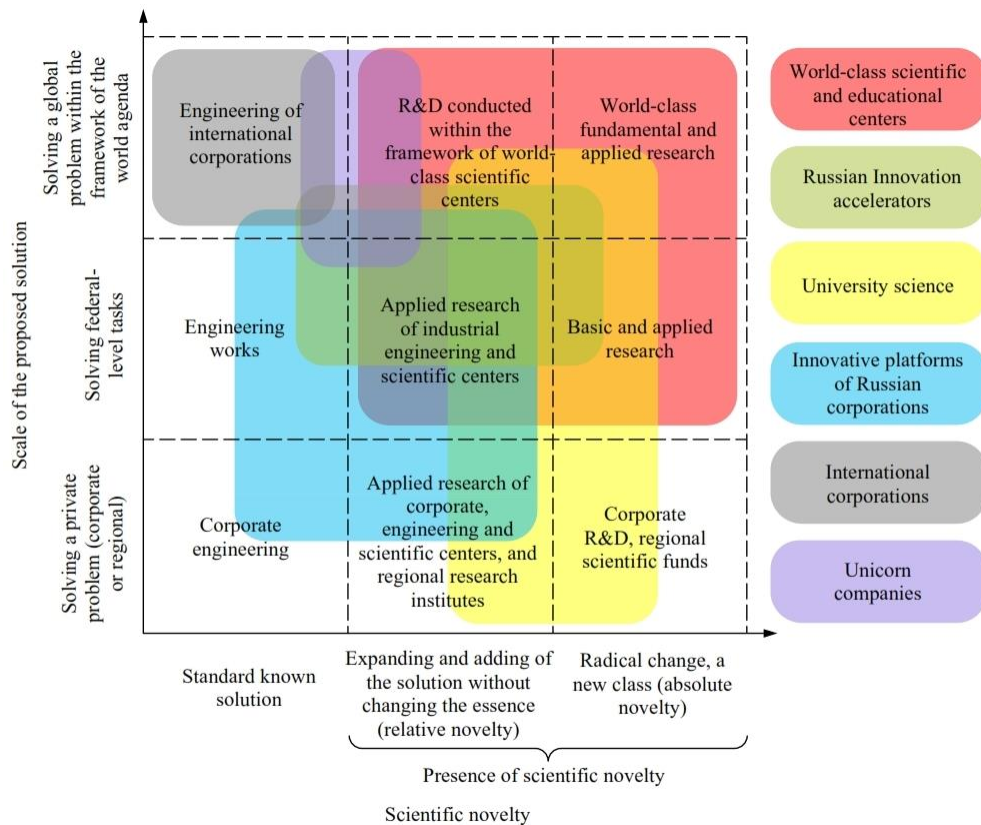 Scale of the proposed solution
Solving a global
problem within the
framework of the
world agenda
Solving federal-
level tasks
Solving a private
problem (corporate
or regional)
Engineering of
international
corporations
R&D conducted
within the
framework of world-
class scientific
centers
World-class
fundamental and
applied research
Engineering
works
Applied research
of industrial
engineering and
scientific centers
Basic and applied
research
Corporate
engineering
Applied research of
corporate,
engineering and
scientific centers, and
regional research
institutes
Corporate
R&D, regional
scientific funds
World-class scientific
and educational
centers
Russian Innovation
accelerators
University science
Innovative platforms
of Russian
corporations
International
corporations
Unicorn
companies
Standard known
solution
Expanding and adding of
the solution without
changing the essence
(relative novelty)
Radical change, a
new class (absolute
novelty)
Presence of scientific novelty
Scientific novelty